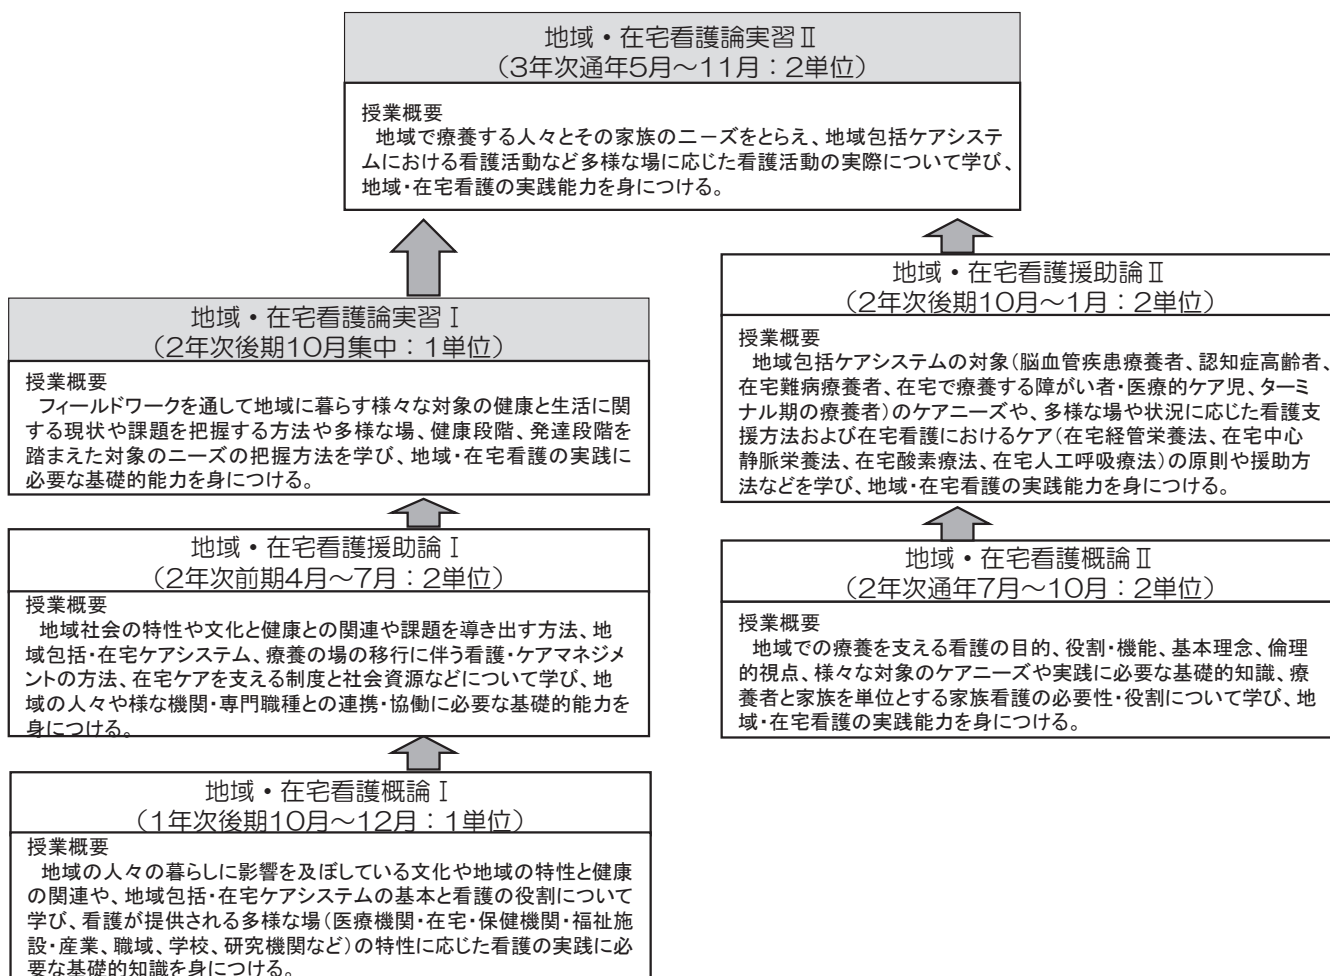 地域・在宅看護論実習Ⅱ
（3年次通年5月～11月：2単位）
授業概要
地域で療養する人々とその家族のニーズをとらえ、地域包括ケアシステ
ムにおける看護活動など多様な場に応じた看護活動の実際について学び、
地域・在宅看護の実践能力を身につける。
地域・在宅看護論実習Ⅰ
（2年次後期10月集中：1単位）
授業概要
フィールドワークを通して地域に暮らす様々な対象の健康と生活に関
する現状や課題を把握する方法や多様な場、健康段階、発達段階を
踏まえた対象のニーズの把握方法を学び、地域・在宅看護の実践に
必要な基礎的能力を身につける。
地域・在宅看護援助論Ⅰ
（2年次前期4月～7月：2単位）
授業概要
地域社会の特性や文化と健康との関連や課題を導き出す方法、地
域包括・在宅ケアシステム、療養の場の移行に伴う看護・ケアマネジメ
ントの方法、在宅ケアを支える制度と社会資源などについて学び、地
域の人々や様な機関・専門職種との連携・協働に必要な基礎的能力を
身につける。
地域・在宅看護概論Ⅰ
（1年次後期10月～12月：1単位）
授業概要
地域の人々の暮らしに影響を及ぼしている文化や地域の特性と健康
の関連や、地域包括・在宅ケアシステムの基本と看護の役割について
学び、看護が提供される多様な場（医療機関・在宅・保健機関・福祉施
設・産業、職域、学校、研究機関など）の特性に応じた看護の実践に必
要な基礎的知識を身につける。
地域・在宅看護援助論Ⅱ
（2年次後期10月～1月：2単位）
授業概要
地域包括ケアシステムの対象（脳血管疾患療養者、認知症高齢者、
在宅難病療養者、在宅で療養する障がい者・医療的ケア児、ターミ
ナル期の療養者）のケアニーズや、多様な場や状況に応じた看護支
援方法および在宅看護におけるケア（在宅経管栄養法、在宅中心
静脈栄養法、在宅酸素療法、在宅人工呼吸療法）の原則や援助方
法などを学び、地域・在宅看護の実践能力を身につける。
地域・在宅看護概論Ⅱ
（2年次通年7月～10月：2単位）
授業概要
地域での療養を支える看護の目的、役割・機能、基本理念、倫理
的視点、様々な対象のケアニーズや実践に必要な基礎的知識、療
養者と家族を単位とする家族看護の必要性・役割について学び、地
域・在宅看護の実践能力を身につける。